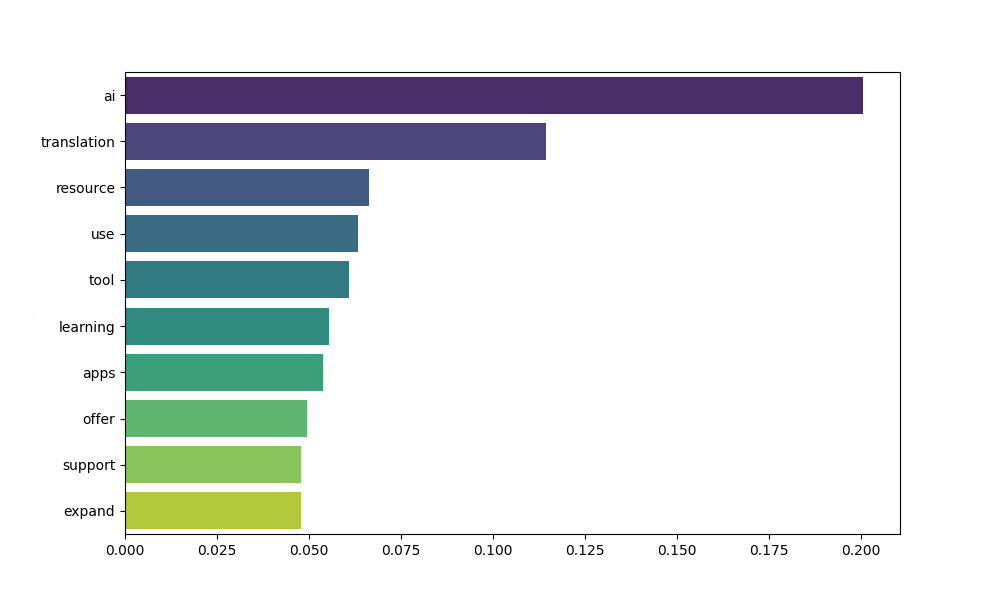 ai
translation
resource
use
tool
learning
apps
offer
support
expand
0.000 0.025 0.050 0.075 0.100 0.125 0.150 0.175 0.200